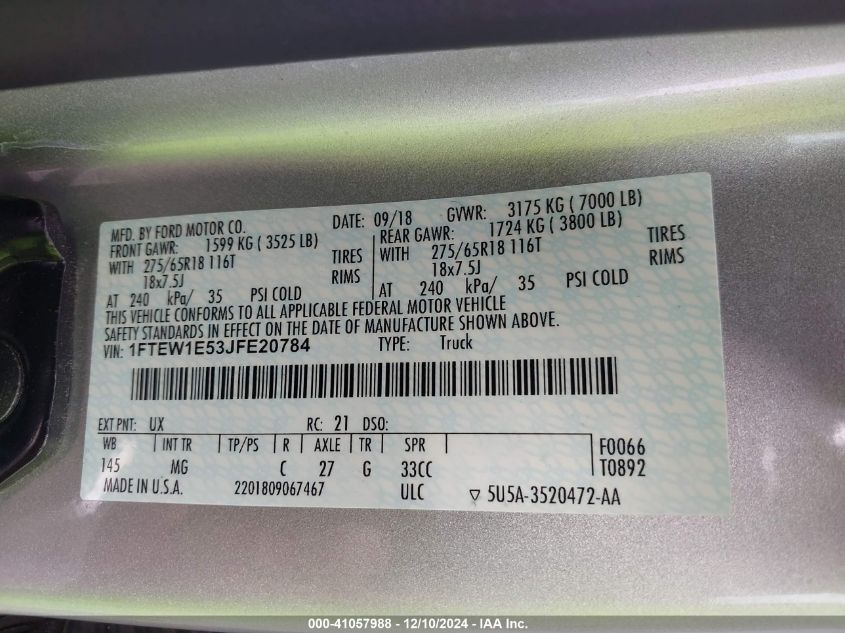 MFD. BY FORD MOTOR CO. DATE: 09/18 GVWR: 3175 KG ( 7000 LB)
FRONT GAWR: 1599 KG ( 3525 LB) REAR GAWR: 1724 KG ( 3800 LB)
WITH 275/65R18 116T TIRES WITH 275/65R18 116T TIRES
18x7.5J RIMS 18x7.5J RIMS
AT 240 kPa/ 35 PSI COLD AT 240 kPa/ 35 PSI COLD
THIS VEHICLE CONFORMS TO ALL APPLICABLE FEDERAL MOTOR VEHICLE
SAFETY STANDARDS IN EFFECT ON THE DATE OF MANUFACTURE SHOWN ABOVE.
VIN: 1FTEW1E53JFE20784 TYPE: Truck
EXT PNT: UX RC: 21 DSO:
WB INT TR TP/PS R AXLE TR SPR F0066
145 MG C 27 G 33CC T0892
MADE IN U.S.A. 2201809067467 ULC ▽ 5U5A-3520472-AA
000-41057988 - 12/10/2024 - IAA Inc.